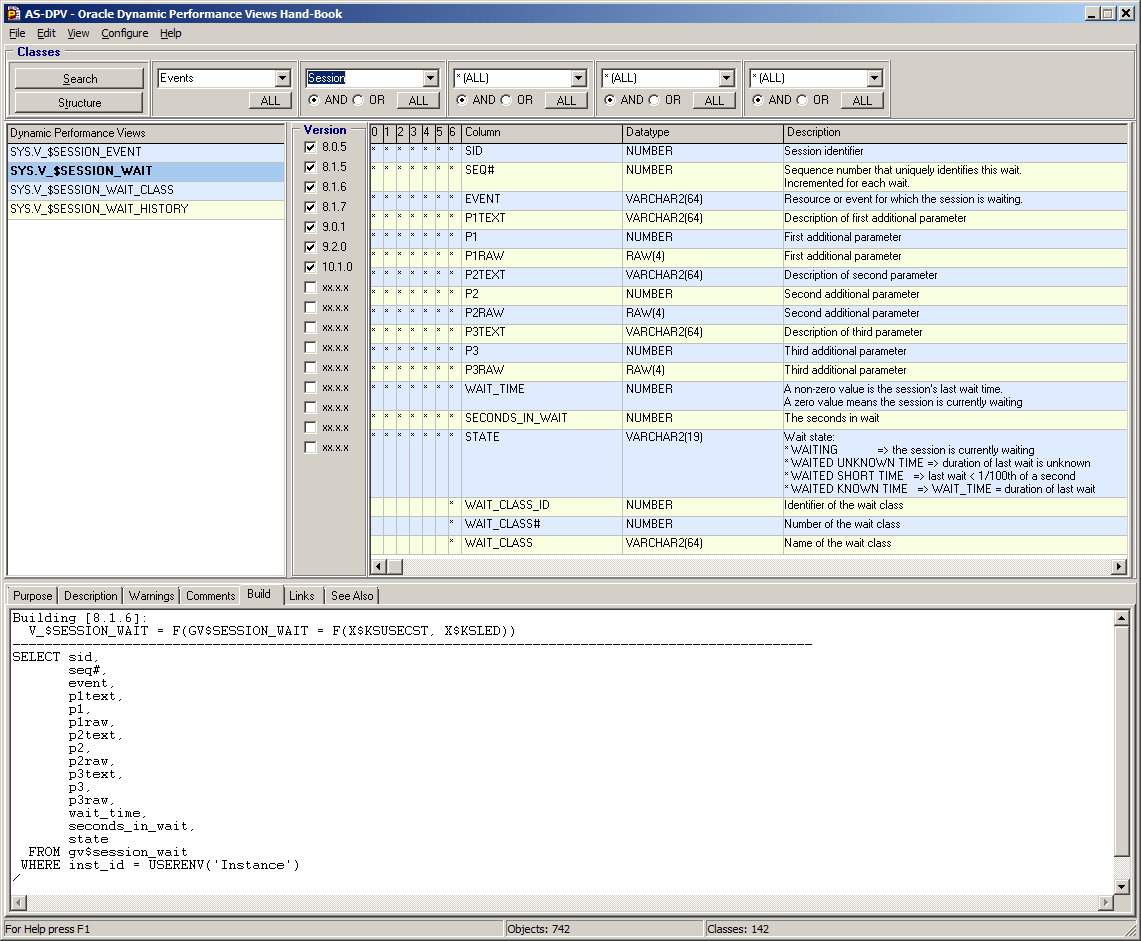 AS-DPV - Oracle Dynamic Performance Views Hand-Book
File Edit View Configure Help
Classes
Search
Structure
Events
ALL
Session
AND OR ALL
* (ALL)
AND OR ALL
* (ALL)
AND OR ALL
* (ALL)
AND OR ALL
Dynamic Performance Views
SYS.V_$SESSION_EVENT
SYS.V_$SESSION_WAIT
SYS.V_$SESSION_WAIT_CLASS
SYS.V_$SESSION_WAIT_HISTORY
Version
8.0.5
8.1.5
8.1.6
8.1.7
9.0.1
9.2.0
10.1.0
xx.x.x
xx.x.x
xx.x.x
xx.x.x
xx.x.x
xx.x.x
xx.x.x
xx.x.x
xx.x.x
0 1 2 3 4 5 6 Column Datatype Description
* * * * * * * SID NUMBER Session identifier
* * * * * * * SEQ# NUMBER Sequence number that uniquely identifies this wait.
Incremented for each wait.
* * * * * * * EVENT VARCHAR2(64) Resource or event for which the session is waiting.
* * * * * * * P1TEXT VARCHAR2(64) Description of first additional parameter
* * * * * * * P1 NUMBER First additional parameter
* * * * * * * P1RAW RAW(4) First additional parameter
* * * * * * * P2TEXT VARCHAR2(64) Description of second parameter
* * * * * * * P2 NUMBER Second additional parameter
* * * * * * * P2RAW RAW(4) Second additional parameter
* * * * * * * P3TEXT VARCHAR2(64) Description of third parameter
* * * * * * * P3 NUMBER Third additional parameter
* * * * * * * P3RAW RAW(4) Third additional parameter
* * * * * * * WAIT_TIME NUMBER A non-zero value is the session's last wait time.
A zero value means the session is currently waiting
* * * * * * * SECONDS_IN_WAIT NUMBER The seconds in wait
* * * * * * * STATE VARCHAR2(19) Wait state:
* WAITING => the session is currently waiting
* WAITED UNKNOWN TIME => duration of last wait is unknown
* WAITED SHORT TIME => last wait < 1/100th of a second
* WAITED KNOWN TIME => WAIT_TIME = duration of last wait
* WAIT_CLASS_ID NUMBER Identifier of the wait class
* WAIT_CLASS# NUMBER Number of the wait class
* WAIT_CLASS VARCHAR2(64) Name of the wait class
Purpose Description Warnings Comments Build Links See Also
Building [8.1.6]:
V_$SESSION_WAIT = F(GV$SESSION_WAIT = F(X$KSUSECST, X$KSLED))
----------------------------------------------------------------------------------------------------
SELECT sid,
seq#,
event,
p1text,
p1,
p1raw,
p2text,
p2,
p2raw,
p3text,
p3,
p3raw,
wait_time,
seconds_in_wait,
state
FROM gv$session_wait
WHERE inst_id = USERENV('Instance')
/
For Help press F1 Objects: 742 Classes: 142